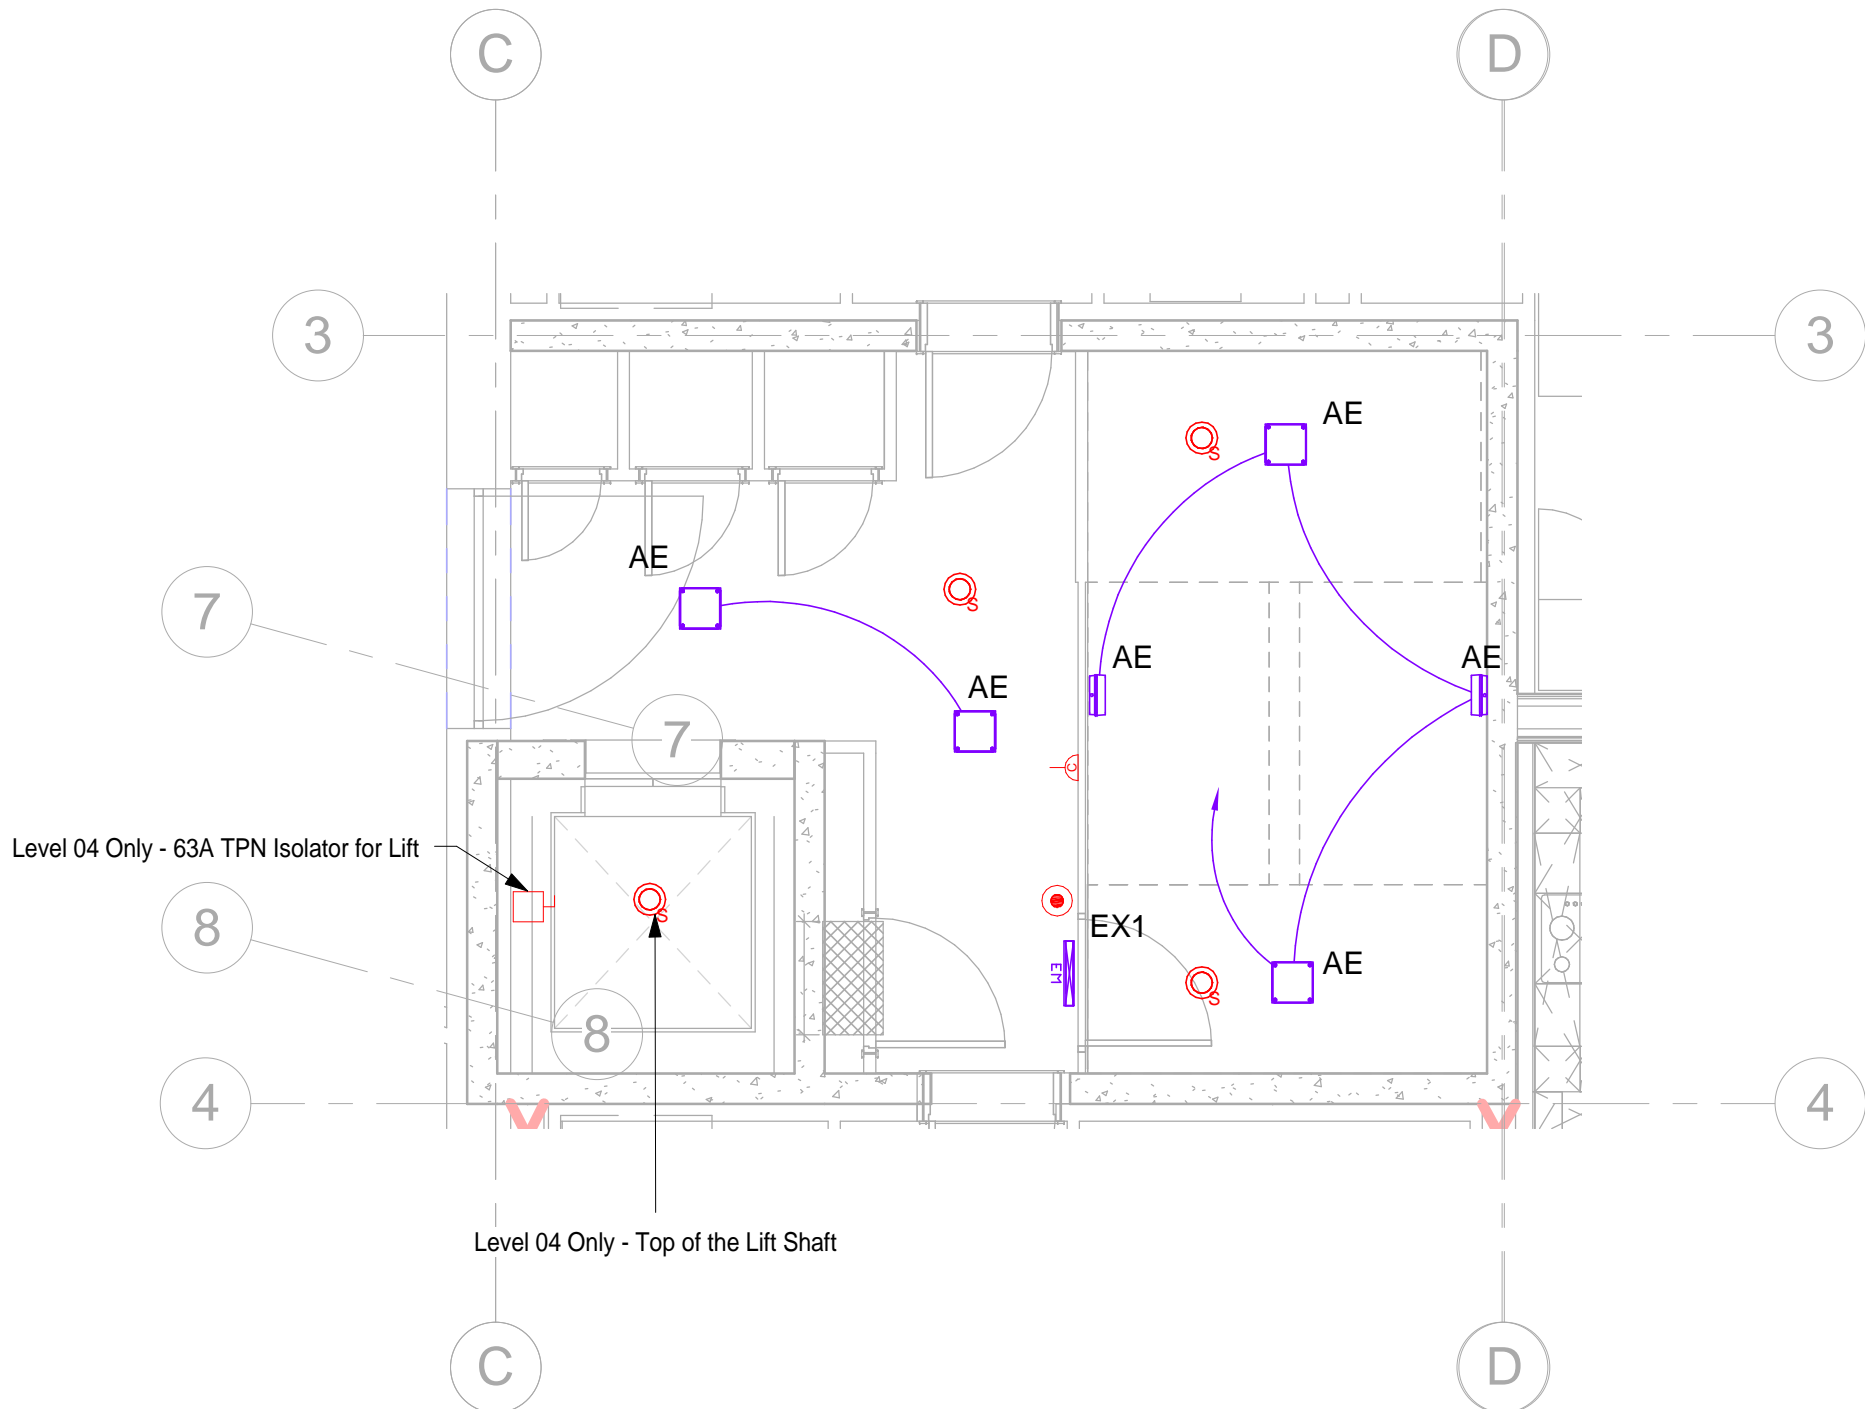 C
D
3
3
AE
S
AE
7
S
AE
AE
AE
7
C
Level 04 Only - 63A TPN Isolator for Lift
S
8
EX1
EM
AE
S
8
4
4
Level 04 Only - Top of the Lift Shaft
C
D